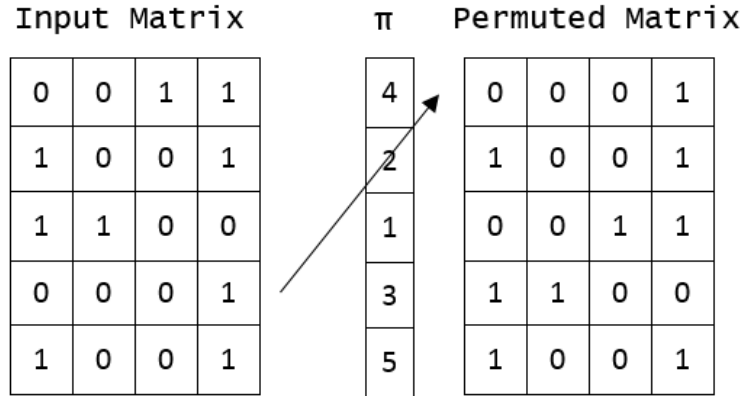 Input Matrix π Permuted Matrix
0 0 1 1 4 0 0 0 1
1 0 0 1 2 1 0 0 1
1 1 0 0 1 0 0 1 1
0 0 0 1 3 1 1 0 0
1 0 0 1 5 1 0 0 1